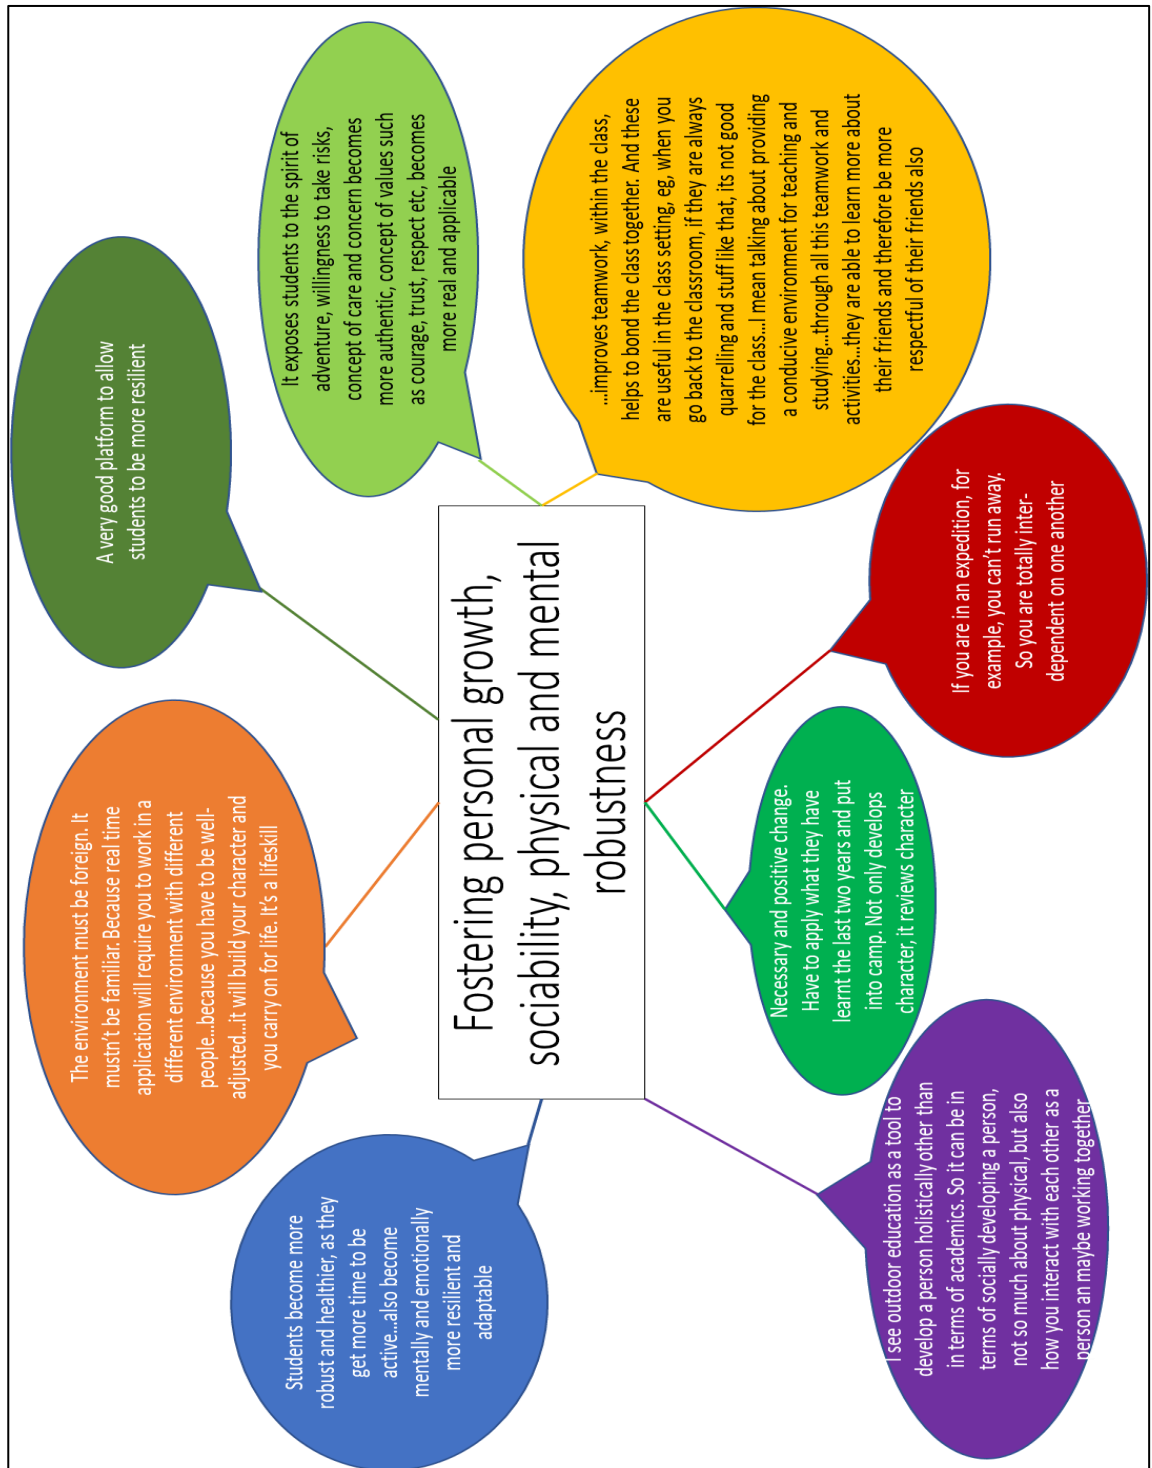 Fostering personal growth,
sociability, physical and mental
robustness
Students become more
robust and healthier, as they
get more time to be
active...also become
mentally and emotionally
more resilient and
adaptable
The environment must be foreign. It
mustn't be familiar. Because real time
application will require you to work in a
different environment with different
people...because you have to be well-
adjusted...it will build your character and
you carry on for life. It's a lifeskill
A very good platform to allow
students to be more resilient
It exposes students to the spirit of
adventure, willingness to take risks,
concept of care and concern becomes
more authentic, concept of values such
as courage, trust, respect etc, becomes
more real and applicable
...improves teamwork, within the class,
helps to bond the class together. And these
are useful in the class setting, eg, when you
go back to the classroom, if they are always
quarrelling and stuff like that, its not good
for the class...I mean talking about providing
a conducive environment for teaching and
studying...through all this teamwork and
activities...they are able to learn more about
their friends and therefore be more
respectful of their friends also
If you are in an expedition, for
example, you can't run away.
So you are totally inter-
dependent on one another
Necessary and positive change.
Have to apply what they have
learnt the last two years and put
into camp. Not only develops
character, it reviews character
I see outdoor education as a tool to
develop a person holistically other than
in terms of academics. So it can be in
terms of socially developing a person,
not so much about physical, but also
how you interact with each other as a
person an maybe working together